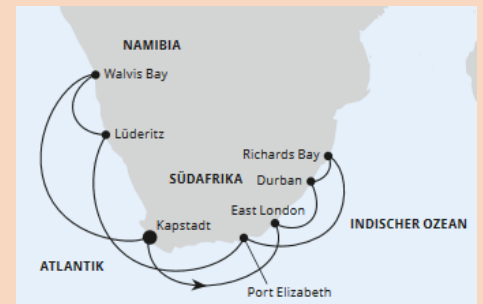 NAMIBIA
Walvis Bay
Lüderitz
Richards Bay
SÜDAFRIKA
Durban
East London
Kapstadt
INDISCHER OZEAN
ATLANTIK
Port Elizabeth